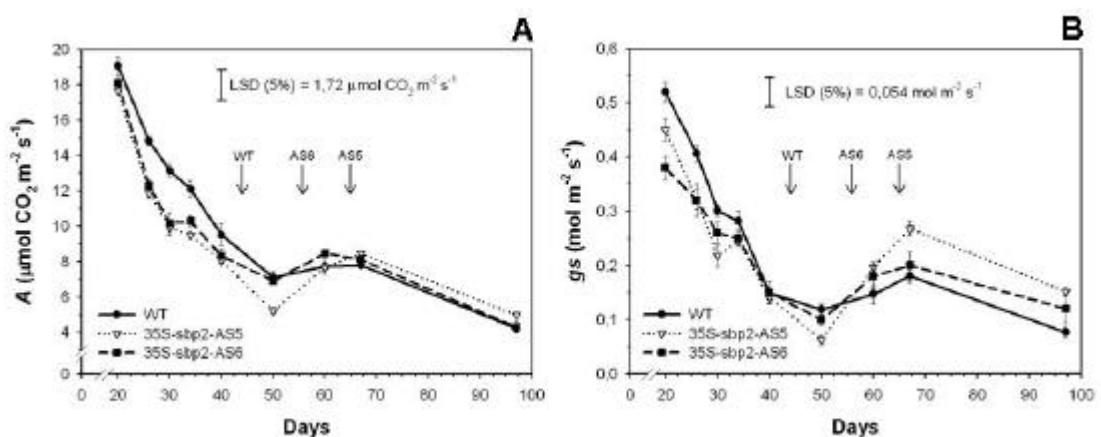 A
B
20
18
16
14
12
10
8
6
4
0
A (µmol CO2 m-2 s-1)
LSD (5%) = 1,72 µmol CO2 m-2 s-1
WT
AS6
AS5
WT
35S-sbp2-AS5
35S-sbp2-AS6
0 20 30 40 50 60 70 80 90 100
Days
0,6
0,5
0,4
0,3
0,2
0,1
0,0
gs (mol m-2 s-1)
LSD (5%) = 0,054 mol m-2 s-1
WT
AS6
AS5
WT
35S-sbp2-AS5
35S-sbp2-AS6
0 20 30 40 50 60 70 80 90 100
Days